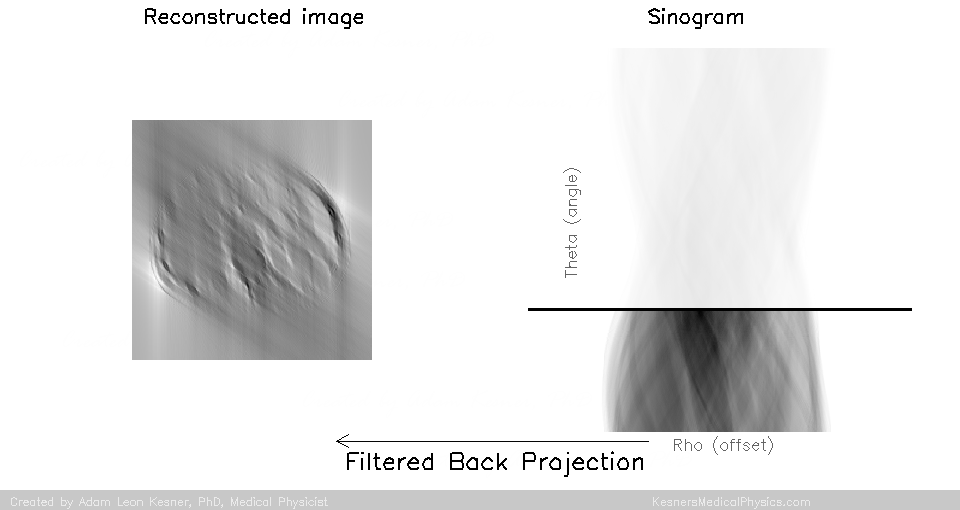 Reconstructed image
Sinogram
Theta (angle)
Rho (offset)
Filtered Back Projection
Created by Adam Leon Kesner, PhD, Medical Physicist
KesnersMedicalPhysics.com